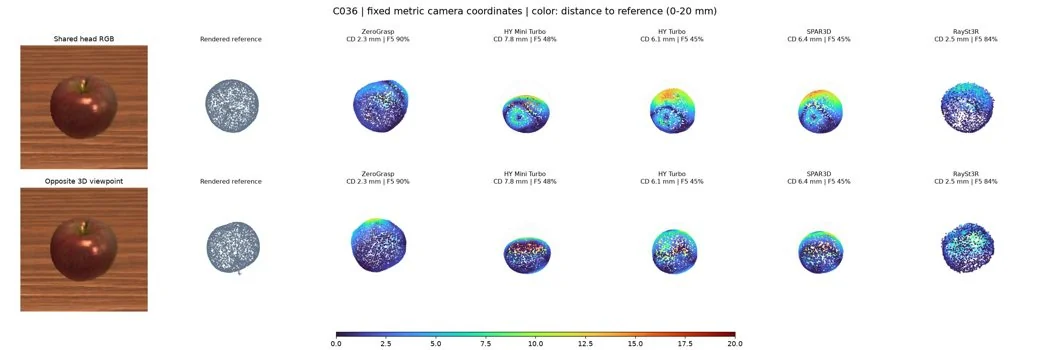 C036 | fixed metric camera coordinates | color: distance to reference (0-20 mm)
Shared head RGB
Rendered reference
ZeroGrasp
CD 2.3 mm | F5 90%
HY Mini Turbo
CD 7.8 mm | F5 48%
HY Turbo
CD 6.1 mm | F5 45%
SPAR3D
CD 6.4 mm | F5 45%
RaySt3R
CD 2.5 mm | F5 84%
Opposite 3D viewpoint
Rendered reference
ZeroGrasp
CD 2.3 mm | F5 90%
HY Mini Turbo
CD 7.8 mm | F5 48%
HY Turbo
CD 6.1 mm | F5 45%
SPAR3D
CD 6.4 mm | F5 45%
RaySt3R
CD 2.5 mm | F5 84%
0.0 2.5 5.0 7.5 10.0 12.5 15.0 17.5 20.0